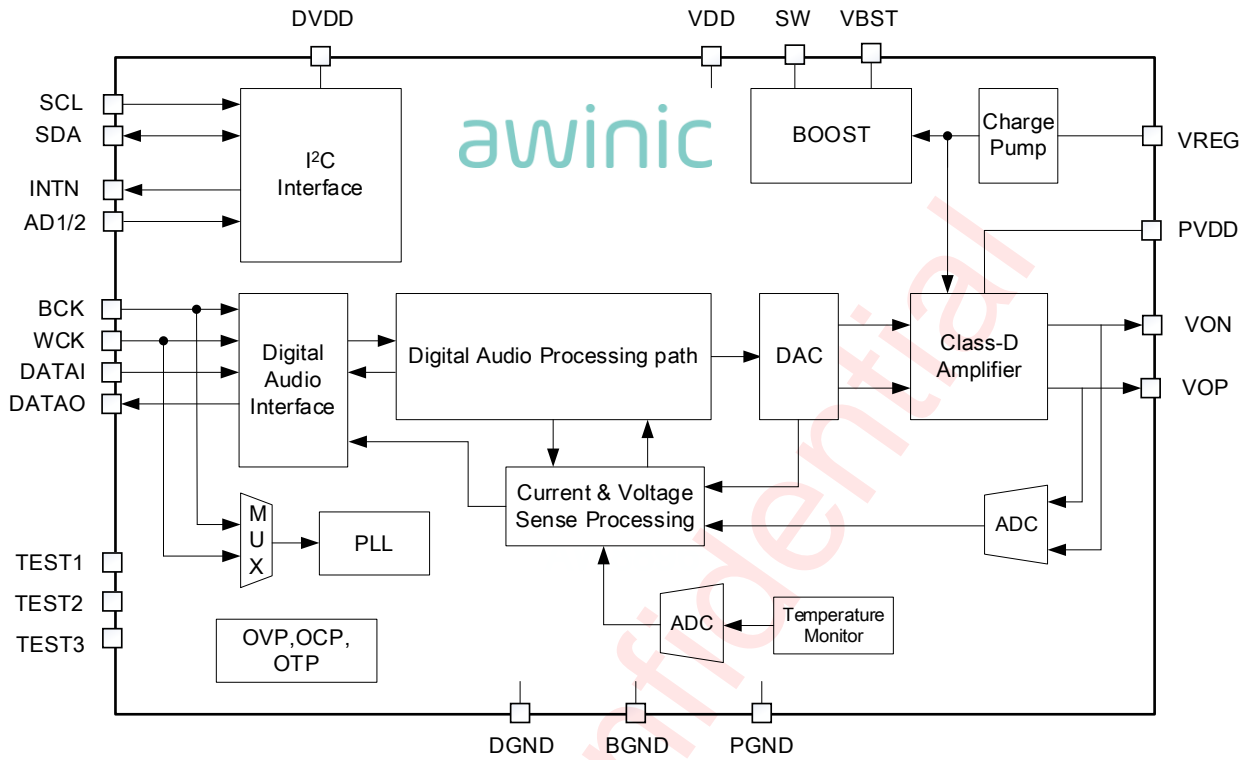 DVDD
VDD
SW
VBST
SCL
SDA
INTN
AD1/2
I²C
Interface
awinic
BOOST
Charge
Pump
VREG
PVDD
BCK
WCK
DATAI
DATAO
Digital
Audio
Interface
Digital Audio Processing path
DAC
Class-D
Amplifier
VON
VOP
Current & Voltage
Sense Processing
ADC
M
U
X
PLL
TEST1
TEST2
TEST3
OVP,OCP,
OTP
ADC
Temperature
Monitor
DGND
BGND
PGND
nfidential